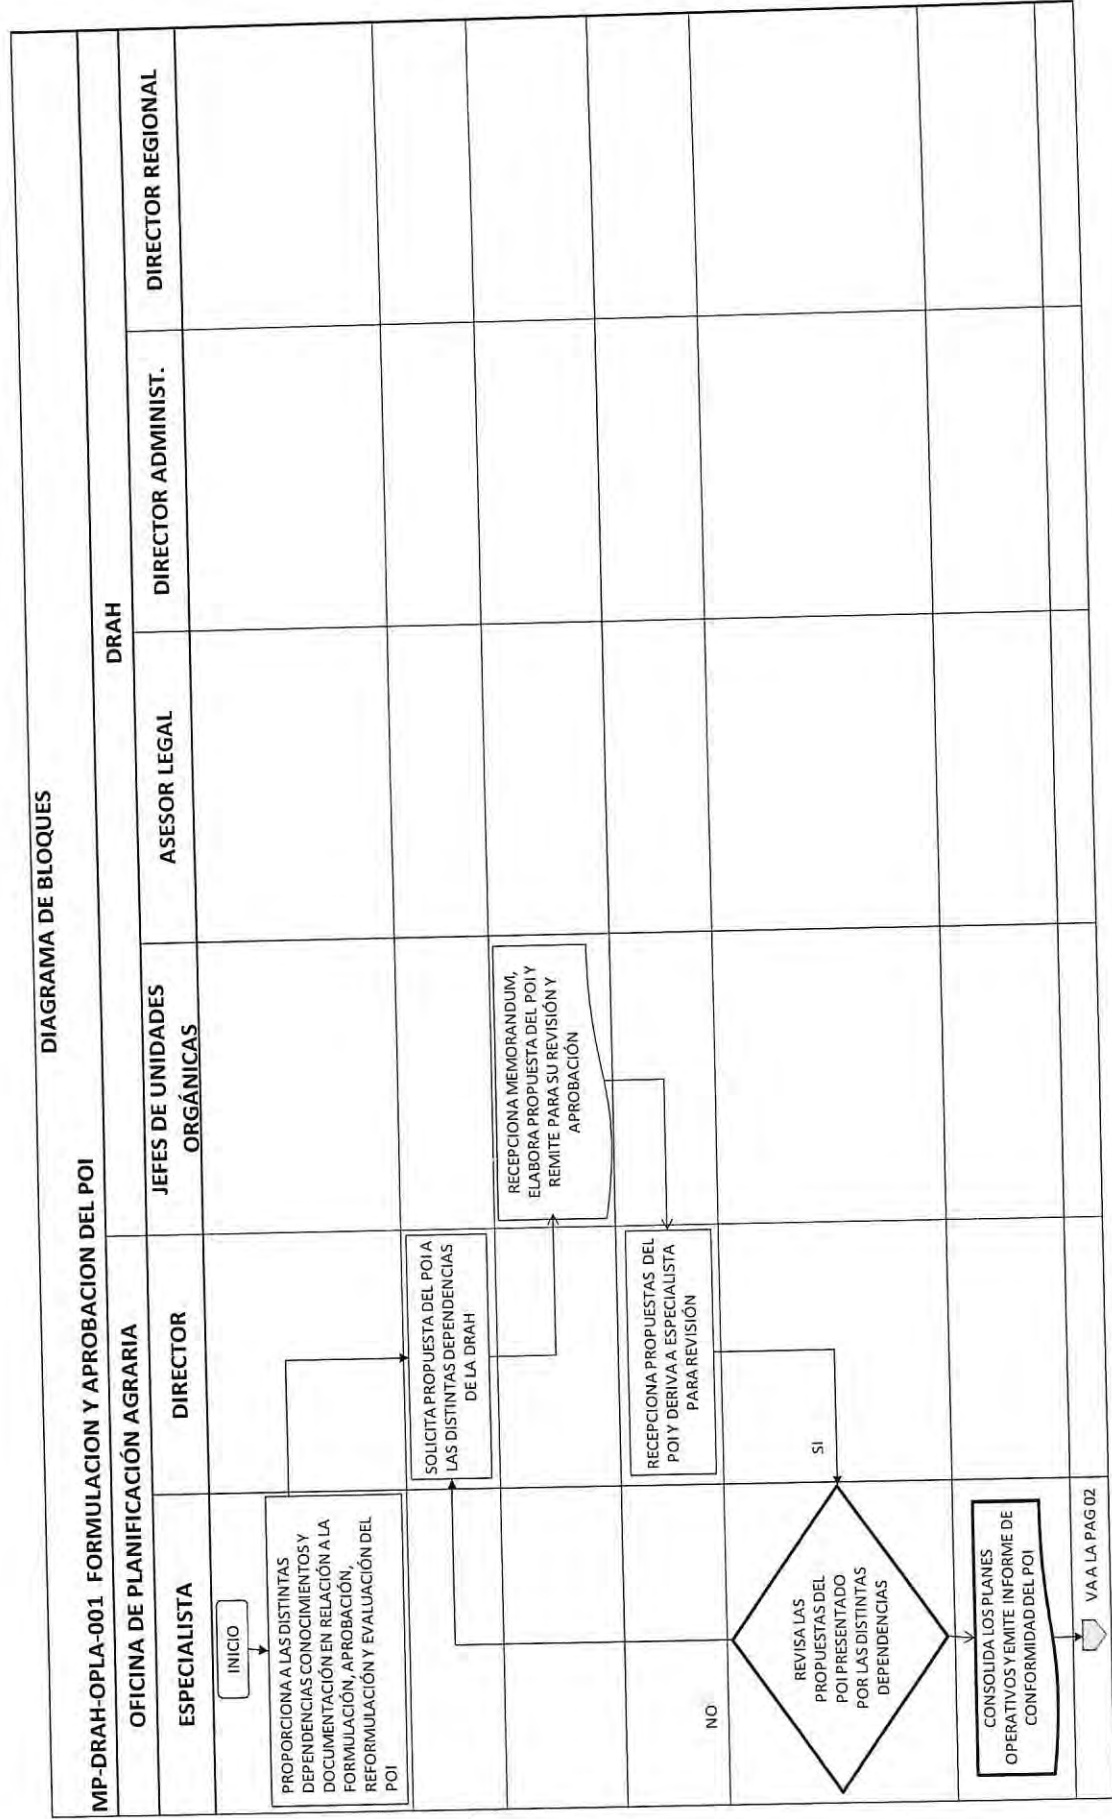 DIAGRAMA DE BLOQUES
MP-DRAH-OPLA-001 FORMULACION Y APROBACION DEL POI
OFICINA DE PLANIFICACIÓN AGRARIA
DRAH
ESPECIALISTA
DIRECTOR
JEFES DE UNIDADES
ORGÁNICAS
ASESOR LEGAL
DIRECTOR ADMINIST.
DIRECTOR REGIONAL
INICIO
PROPORCIONA A LAS DISTINTAS
DEPENDENCIAS CONOCIMIENTOS Y
DOCUMENTACIÓN EN RELACIÓN A LA
FORMULACIÓN, APROBACIÓN,
REFORMULACIÓN Y EVALUACIÓN DEL
POI
SOLICITA PROPUESTA DEL POI A
LAS DISTINTAS DEPENDENCIAS
DE LA DRAH
RECEPCIONA MEMORANDUM,
ELABORA PROPUESTA DEL POI Y
REMITE PARA SU REVISIÓN Y
APROBACIÓN
RECEPCIONA PROPUESTAS DEL
POI Y DERIVA A ESPECIALISTA
PARA REVISIÓN
NO
SI
REVISA LAS
PROPUESTAS DEL
POI PRESENTADO
POR LAS DISTINTAS
DEPENDENCIAS
CONSOLIDA LOS PLANES
OPERATIVOS Y EMITE INFORME DE
CONFORMIDAD DEL POI
VA A LA PAG 02